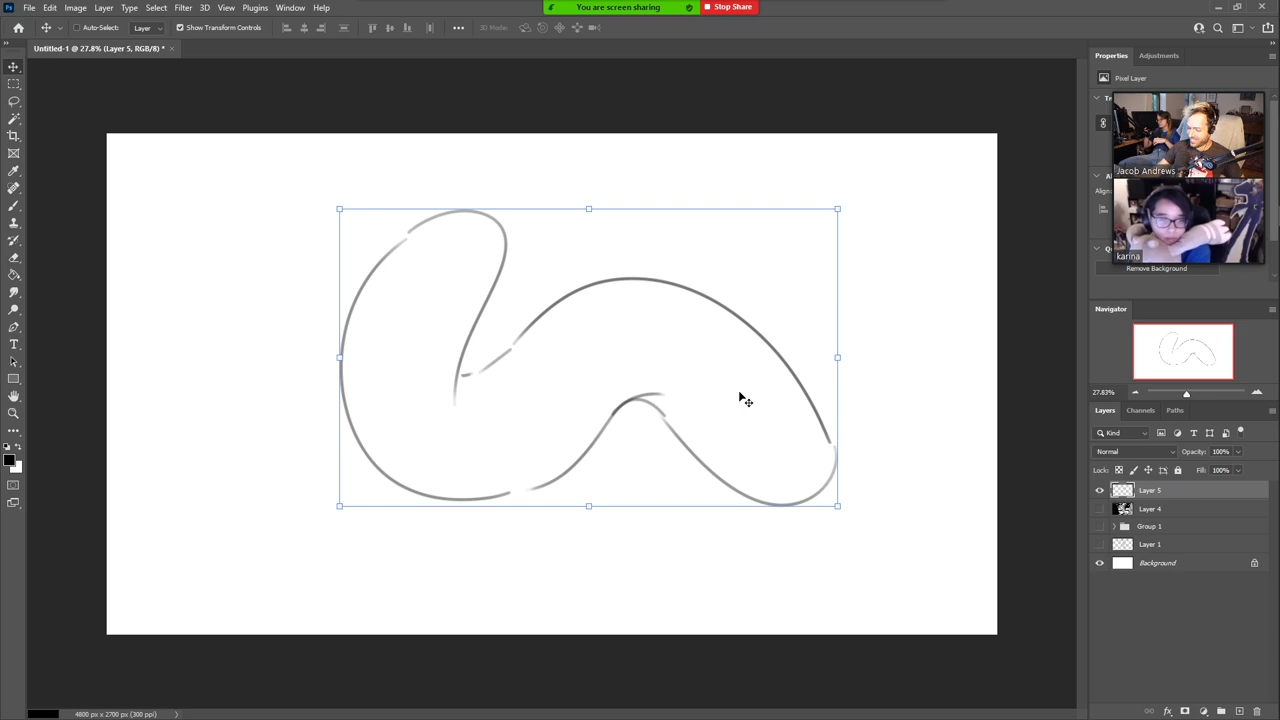 Ps File Edit Image Layer Type Select Filter 3D View Plugins Window Help
You are screen sharing Stop Share
Auto-Select: Layer Show Transform Controls 3D Mode:
Untitled-1 @ 27.8% (Layer 5, RGB/8) *
Properties Adjustments
Pixel Layer
Jacob Andrews
karina
Remove Background
Navigator
27.83%
Layers Channels Paths
Kind
Normal Opacity: 100%
Lock: Fill: 100%
Layer 5
Layer 4
Group 1
Layer 1
Background
4800 px x 2700 px (300 ppi)